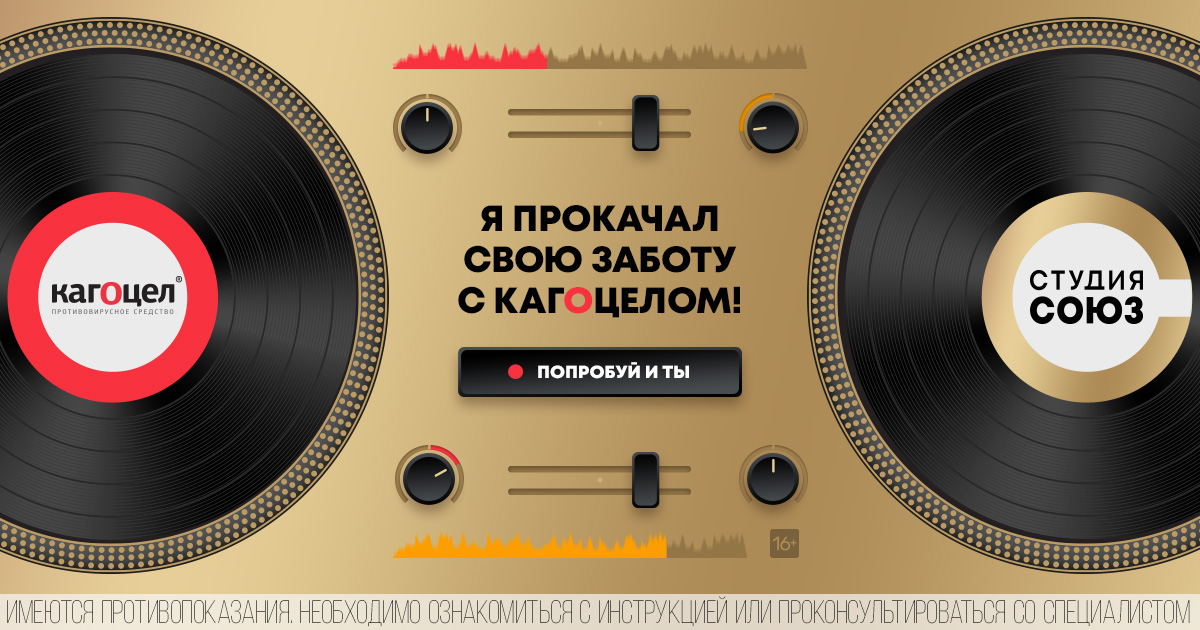 Я ПРОКАЧАЛ
СВОЮ ЗАБОТУ
С КАГОЦЕЛОМ!
кагоцел®
ПРОТИВОВИРУСНОЕ СРЕДСТВО
СТУДИЯ
СОЮЗ
ПОПРОБУЙ И ТЫ
16+
ИМЕЮТСЯ ПРОТИВОПОКАЗАНИЯ. НЕОБХОДИМО ОЗНАКОМИТЬСЯ С ИНСТРУКЦИЕЙ ИЛИ ПРОКОНСУЛЬТИРОВАТЬСЯ СО СПЕЦИАЛИСТОМ